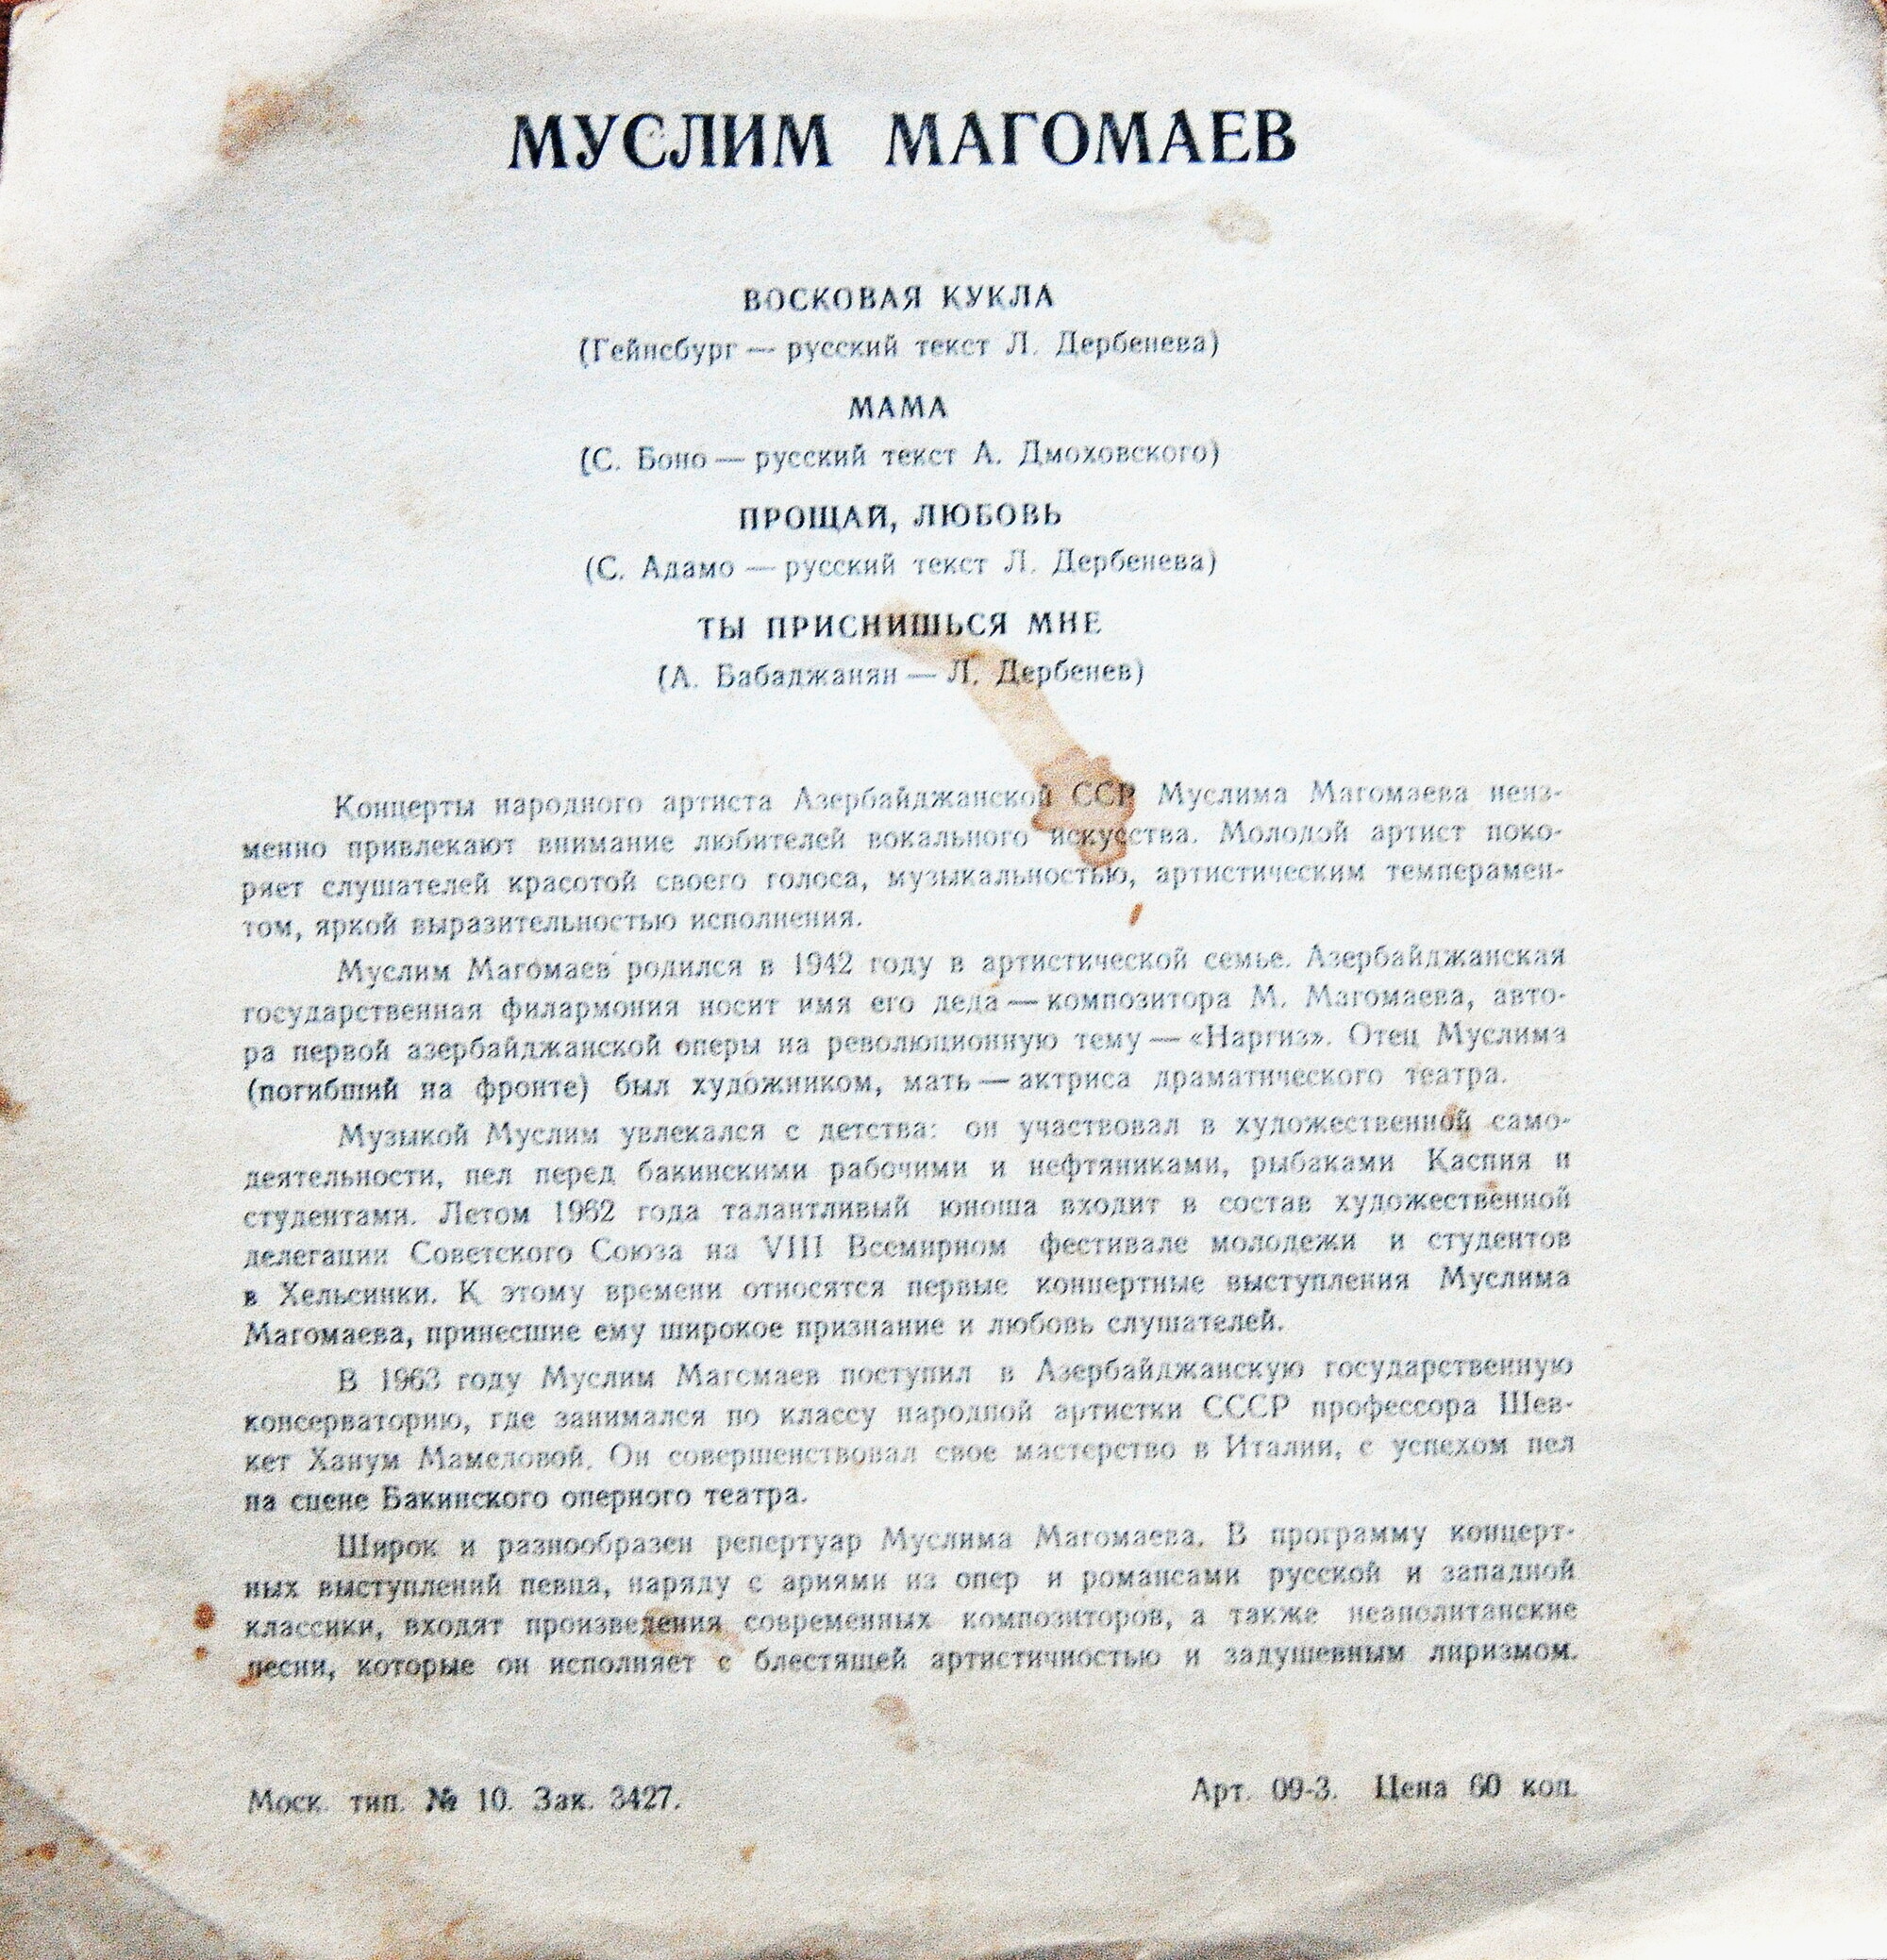 МУСЛИМ МАГОМАЕВ
ВОСКОВАЯ КУКЛА
(Гейнсбург — русский текст Л. Дербенева)
МАМА
(С. Боно — русский текст А. Дмоховского)
ПРОЩАЙ, ЛЮБОВЬ
(С. Адамо — русский текст Л. Дербенева)
ТЫ ПРИСНИШЬСЯ МНЕ
(А. Бабаджанян — Л. Дербенев)
Концерты народного артиста Азербайджанской ССР Муслима Магомаева неиз-
менно привлекают внимание любителей вокального искусства. Молодой артист поко-
ряет слушателей красотой своего голоса, музыкальностью, артистическим темперамен-
том, яркой выразительностью исполнения.
Муслим Магомаев родился в 1942 году в артистической семье. Азербайджанская
государственная филармония носит имя его деда — композитора М. Магомаева, авто-
ра первой азербайджанской оперы на революционную тему — «Наргиз». Отец Муслима
(погибший на фронте) был художником, мать — актриса драматического театра.
Музыкой Муслим увлекался с детства: он участвовал в художественной само-
деятельности, пел перед бакинскими рабочими и нефтяниками, рыбаками Каспия и
студентами. Летом 1962 года талантливый юноша входит в состав художественной
делегации Советского Союза на VIII Всемирном фестивале молодежи и студентов
в Хельсинки. К этому времени относятся первые концертные выступления Муслима
Магомаева, принесшие ему широкое признание и любовь слушателей.
В 1963 году Муслим Магсмаев поступил в Азербайджанскую государственную
консерваторию, где занимался по классу народной артистки СССР профессора Шев-
кет Ханум Мамедовой. Он совершенствовал свое мастерство в Италии, с успехом пел
на сцене Бакинского оперного театра.
Широк и разнообразен репертуар Муслима Магомаева. В программу концерт-
ных выступлений певца, наряду с ариями из опер и романсами русской и западной
классики, входят произведения современных композиторов, а также неаполитанские
песни, которые он исполняет с блестящей артистичностью и задушевным лиризмом.
Моск. тип. № 10. Зак. 3427.
Арт. 09-3. Цена 60 коп.